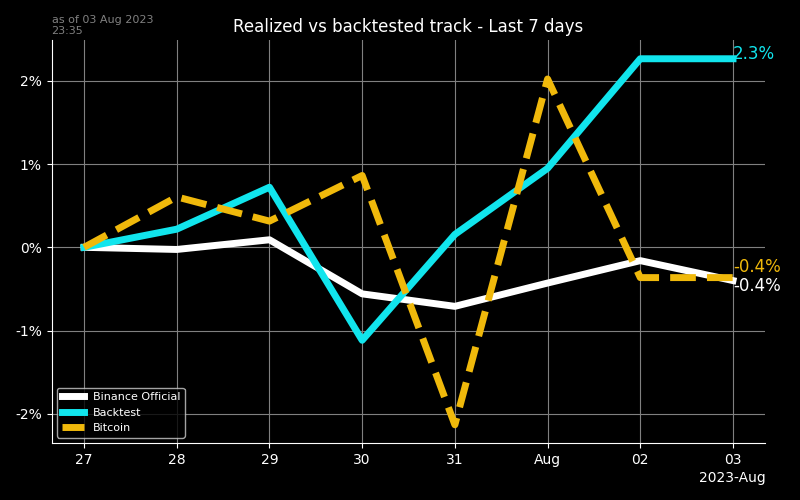 as of 03 Aug 2023
23:35
Realized vs backtested track - Last 7 days
2%
1%
0%
-1%
-2%
2.3%
-0.4%
-0.4%
Binance Official
Backtest
Bitcoin
27 28 29 30 31 Aug 02 03
2023-Aug